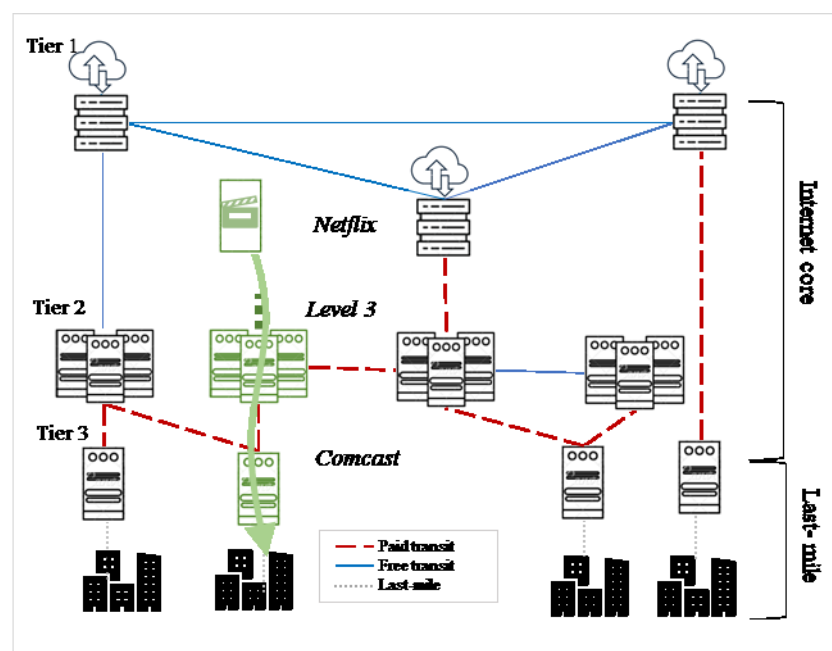 Tier 1
Netflix
Internet core
Tier 2
Level 3
Tier 3
Comcast
Last- mile
Paid transit
Free transit
Last-mile